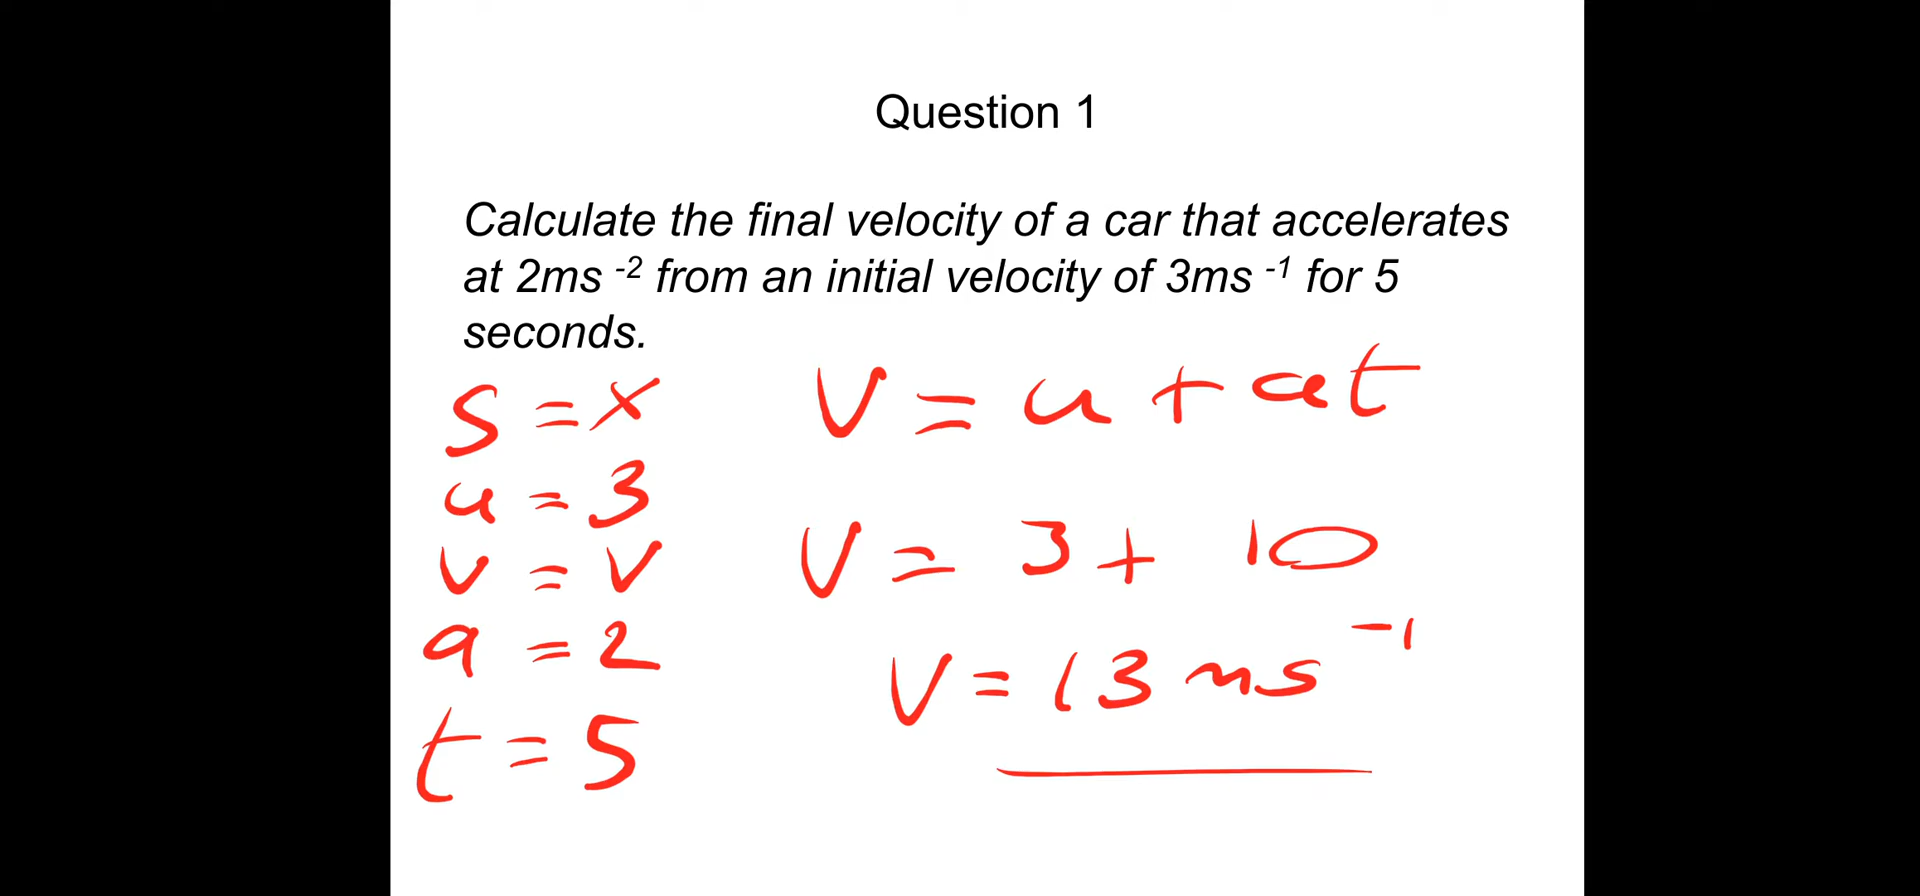 Question 1
Calculate the final velocity of a car that accelerates
at 2ms -2 from an initial velocity of 3ms -1 for 5
seconds.
s = x
u = 3
v = v
a = 2
t = 5
v = u + at
v = 3 + 10
v = 13 ms -1